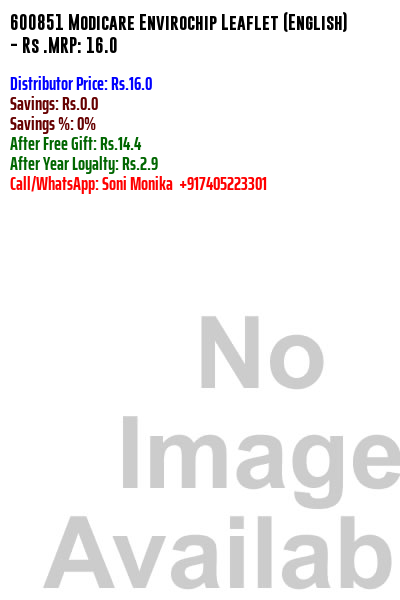 600851 Modicare Envirochip Leaflet (English)
- Rs .MRP: 16.0
Distributor Price: Rs.16.0
Savings: Rs.0.0
Savings %: 0%
After Free Gift: Rs.14.4
After Year Loyalty: Rs.2.9
Call/WhatsApp: Soni Monika +917405223301
No
Image
Availab